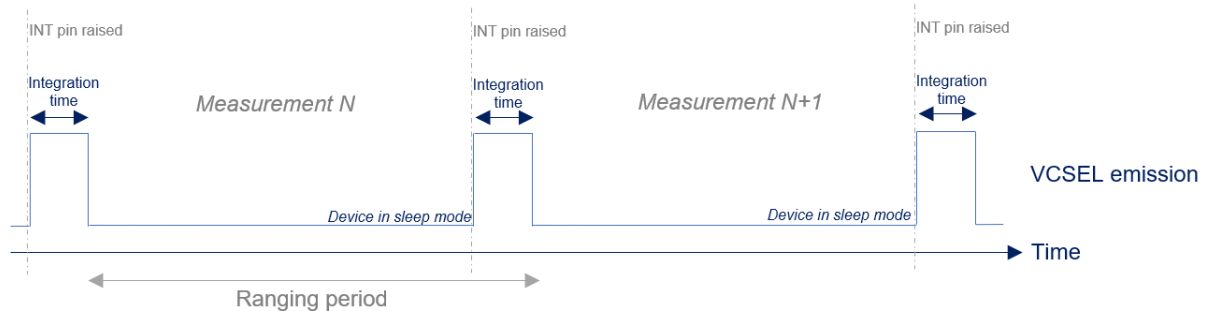 INT pin raised
INT pin raised
INT pin raised
Integration
time
Measurement N
Integration
time
Measurement N+1
Integration
time
VCSEL emission
Device in sleep mode
Device in sleep mode
Time
Ranging period